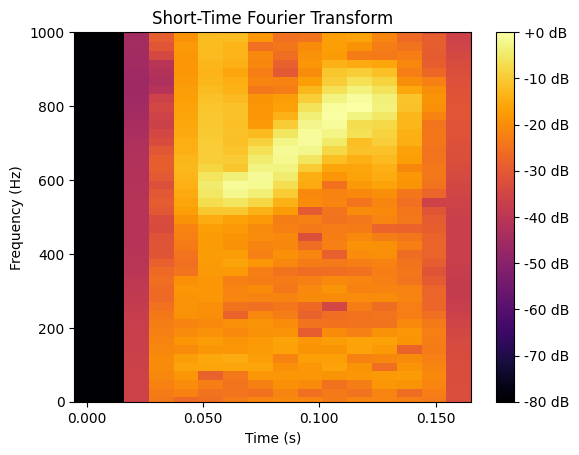 Short-Time Fourier Transform
1000
800
600
400
200
0
Frequency (Hz)
0.000
0.050
0.100
0.150
Time (s)
+0 dB
-10 dB
-20 dB
-30 dB
-40 dB
-50 dB
-60 dB
-70 dB
-80 dB